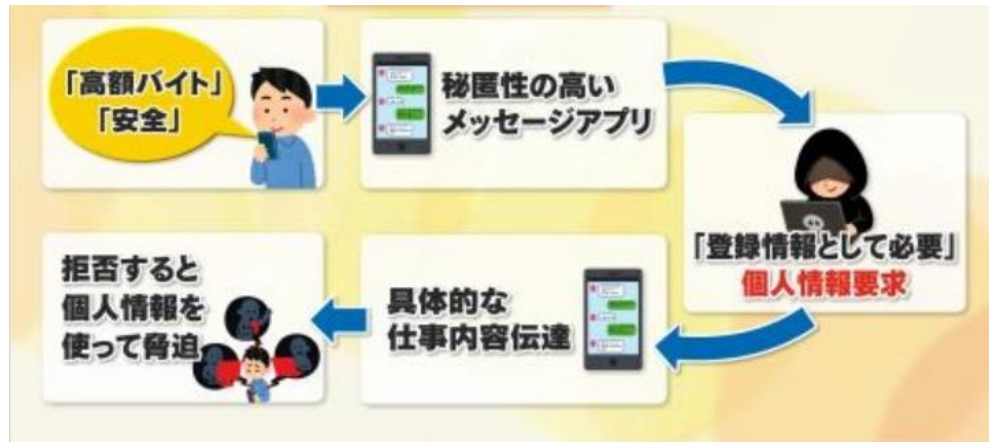 「高額バイト」
「安全」
秘匿性の高い
メッセージアプリ
「登録情報として必要」
個人情報要求
具体的な
仕事内容伝達
拒否すると
個人情報を
使って脅迫